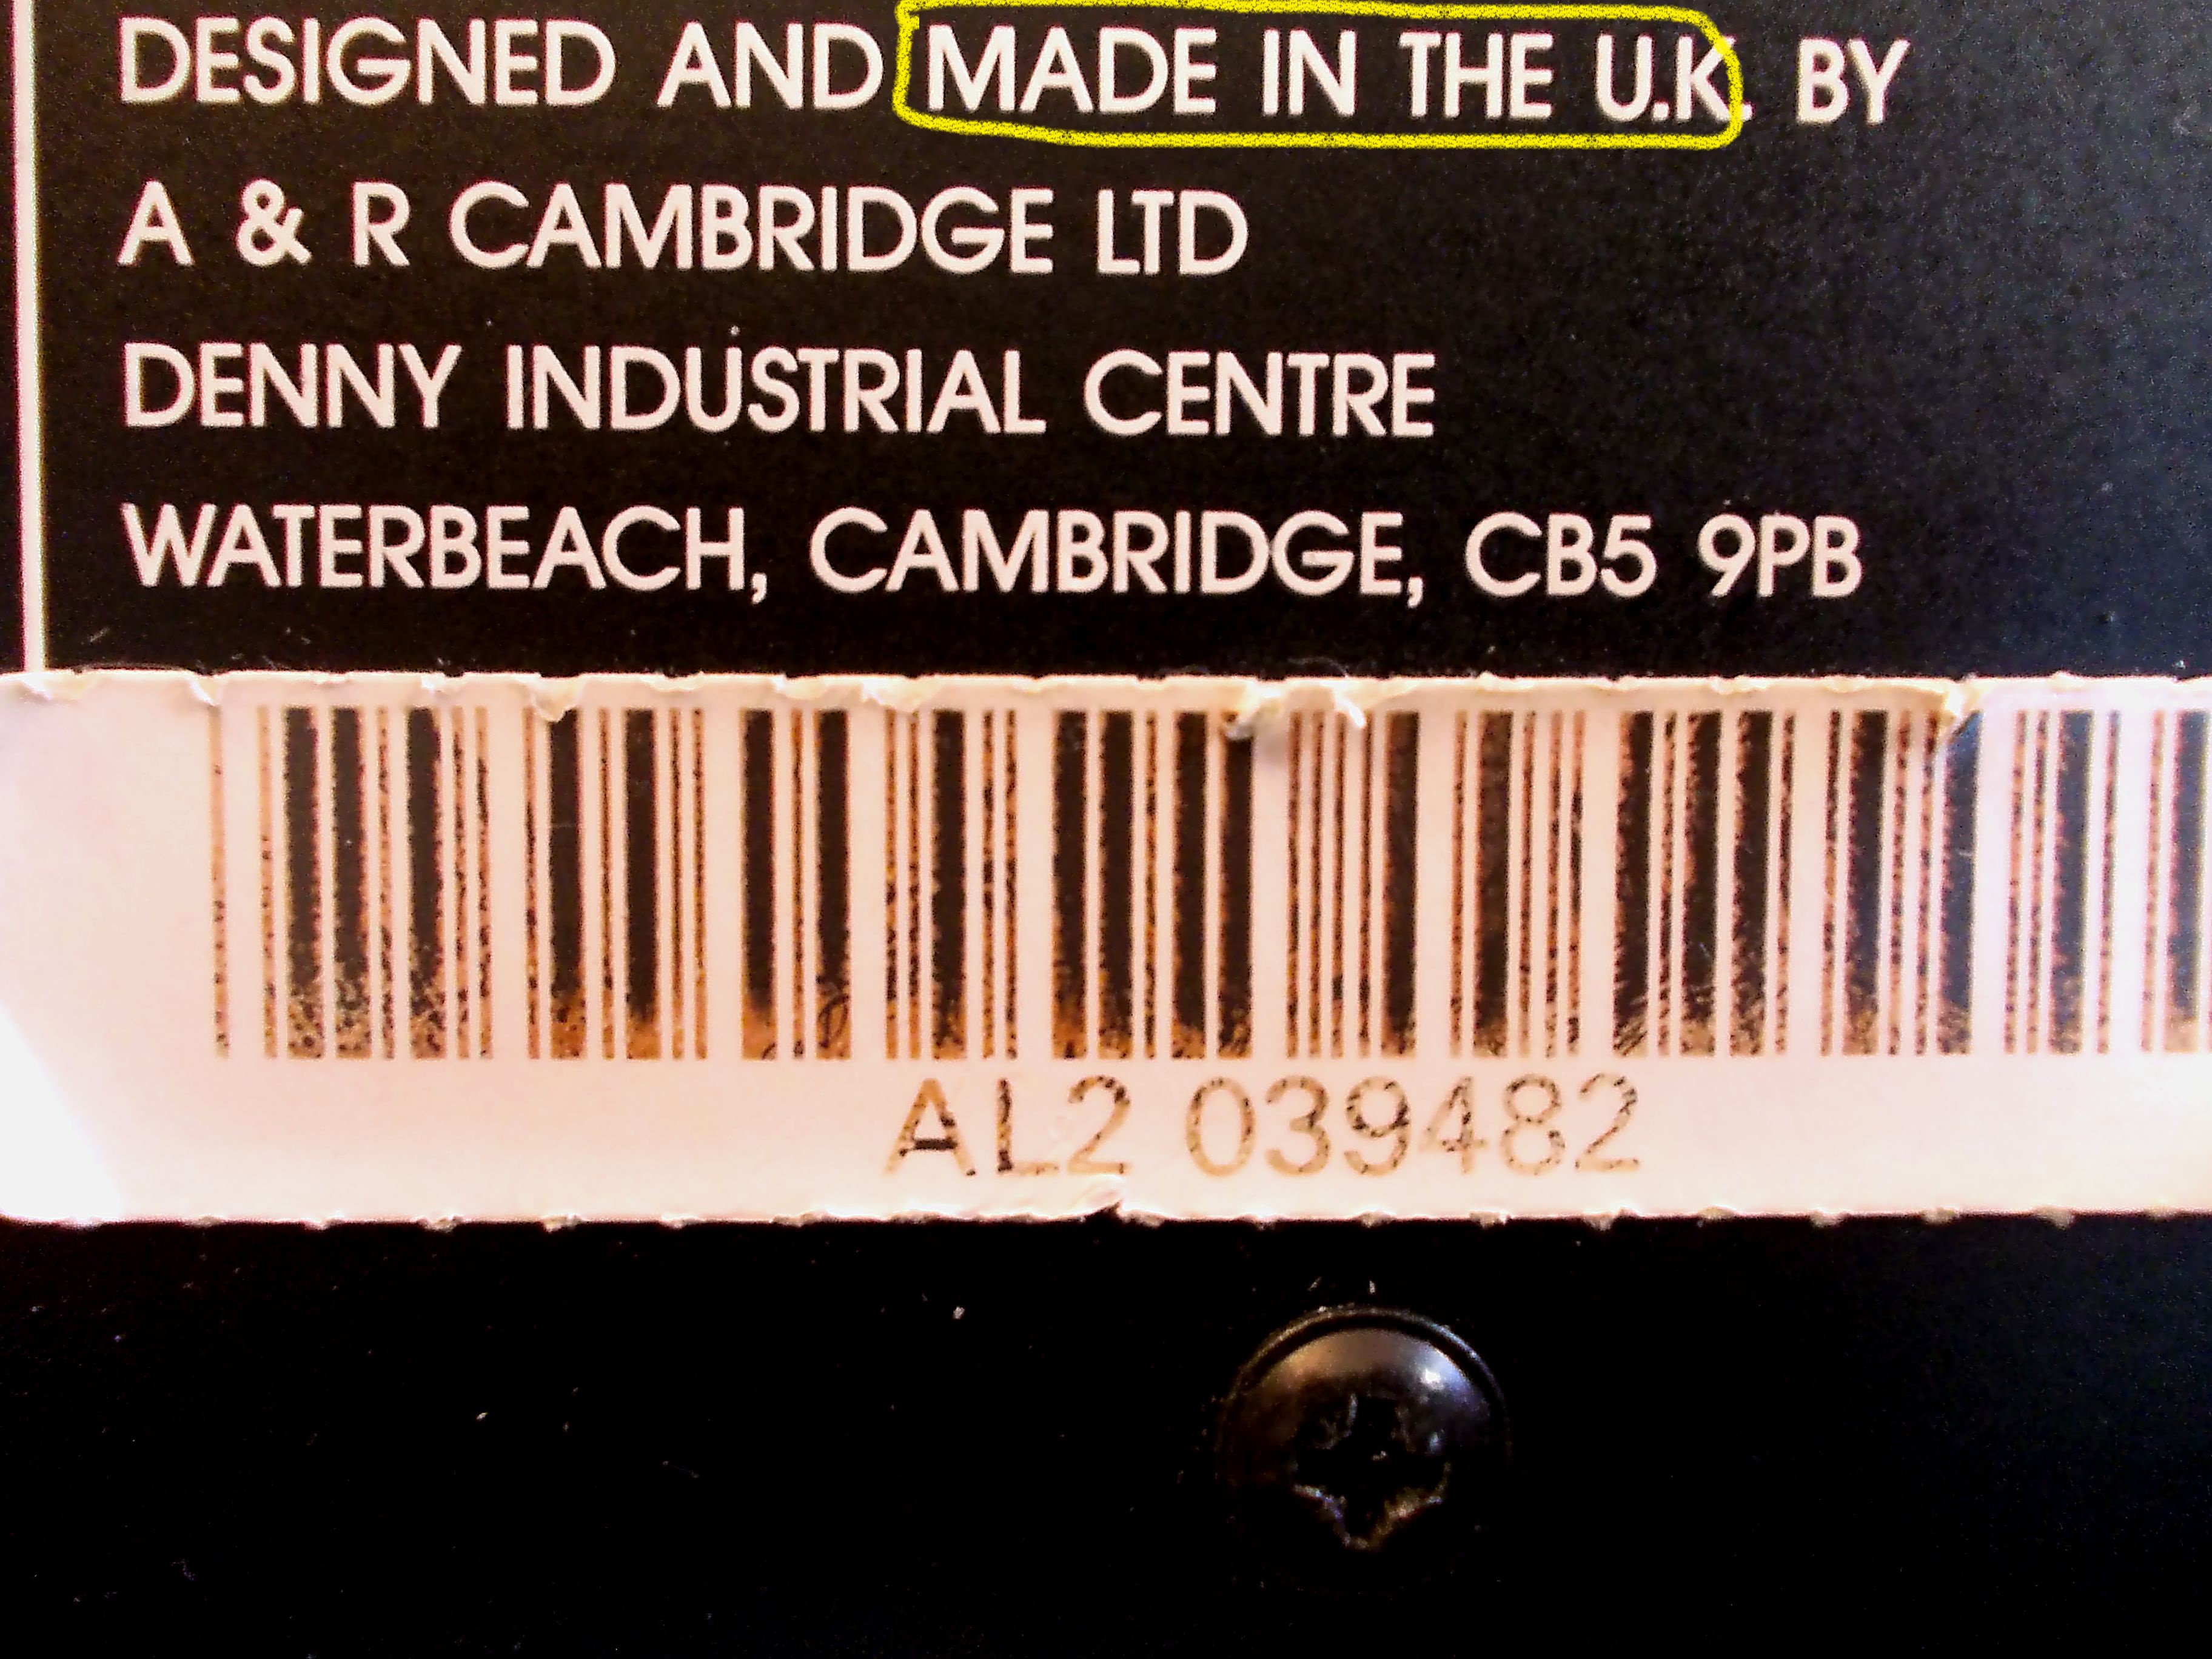 DESIGNED AND MADE IN THE U.K. BY
A & R CAMBRIDGE LTD
DENNY INDUSTRIAL CENTRE
WATERBEACH, CAMBRIDGE, CB5 9PB
AL2 039482